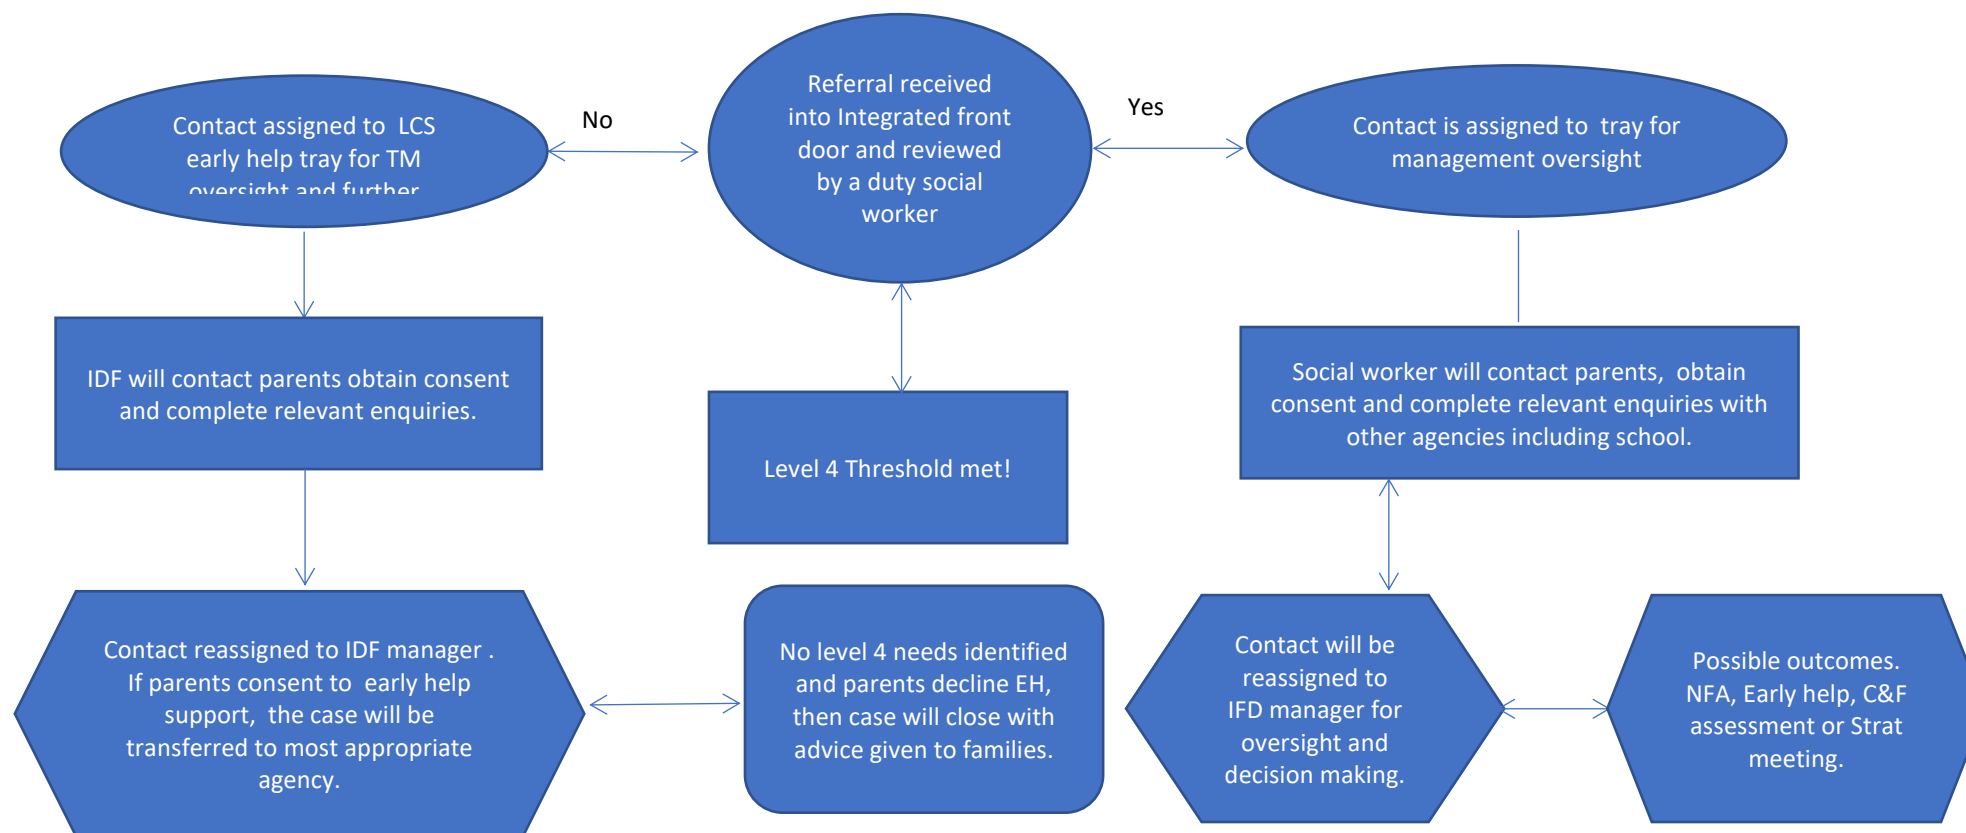 Contact assigned to  LCS
early help tray for TM
oversight and further
No
Referral received
into Integrated front
door and reviewed
by a duty social
worker
Yes
Contact is assigned to  tray for
management oversight
IDF will contact parents obtain consent
and complete relevant enquiries.
Level 4 Threshold met!
Social worker will contact parents,  obtain
consent and complete relevant enquiries with
other agencies including school.
Contact reassigned to IDF manager .
If parents consent to  early help
support,  the case will be
transferred to most appropriate
agency.
No level 4 needs identified
and parents decline EH,
then case will close with
advice given to families.
Contact will be
reassigned to
IFD manager for
oversight and
decision making.
Possible outcomes.
NFA, Early help, C&F
assessment or Strat
meeting.